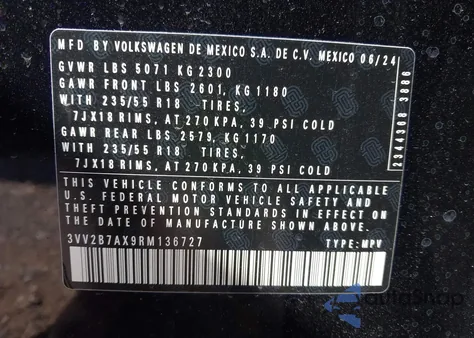 MFD BY VOLKSWAGEN DE MEXICO S.A. DE C.V. MEXICO 06/24
GVWR LBS 5071 KG 2300
GAWR FRONT LBS 2601, KG 1180
WITH 235/55 R18 TIRES,
7JX18 RIMS, AT 270 KPA, 39 PSI COLD
GAWR REAR LBS 2579, KG 1170
WITH 235/55 R18 TIRES,
7JX18 RIMS, AT 270 KPA, 39 PSI COLD
THIS VEHICLE CONFORMS TO ALL APPLICABLE
U.S. FEDERAL MOTOR VEHICLE SAFETY AND
THEFT PREVENTION STANDARDS IN EFFECT ON
THE DATE OF MANUFACTURE SHOWN ABOVE.
3VV2B7AX9RM136727 TYPE: MPV
2344368 3886
AutoSnap